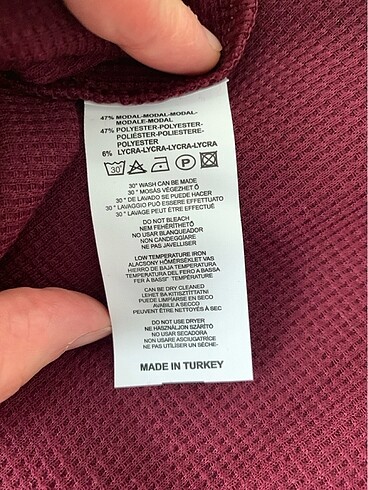 47% MODAL-MODAL-MODAL-
MODALE-MODAL
47% POLYESTER-POLYESTER-
POLIÉSTER-POLIESTERE-
POLYESTER
6% LYCRA-LYCRA-LYCRA-LYCRA
30° P
30° WASH CAN BE MADE
30° MOSÁS VÉGEZHETŐ
30° DE LAVADO SE PUEDE HACER
30° LAVAGGIO PUÒ ESSERE EFFETTUATO
30° LAVAGE PEUT ÊTRE EFFECTUÉ
DO NOT BLEACH
NEM FEHÉRÍTHETŐ
NO USAR BLANQUEADOR
NON CANDEGGIARE
NE PAS JAVELLISER
LOW TEMPERATURE IRON
ALACSONY HŐMÉRSÉKLET VAS
HIERRO DE BAJA TEMPERATURA
TEMPERATURA DEL FERO A BASSA
FER À BASSE TEMPÉRATURE
CAN BE DRY CLEANED
LEHET BA KITISZTÍTTATNI
PUEDE LIMPIARSE EN SECO
AVABILE A SECCO
PEUVENT ÊTRE NETTOYÉS À SEC
DO NOT USE DRYER
NE HASZNÁLJON SZÁRÍTÓ
NO USAR SECADORA
NON USARE ASCIUGATRICE
NE PAS UTILISER UN SÈCHE-
MADE IN TURKEY